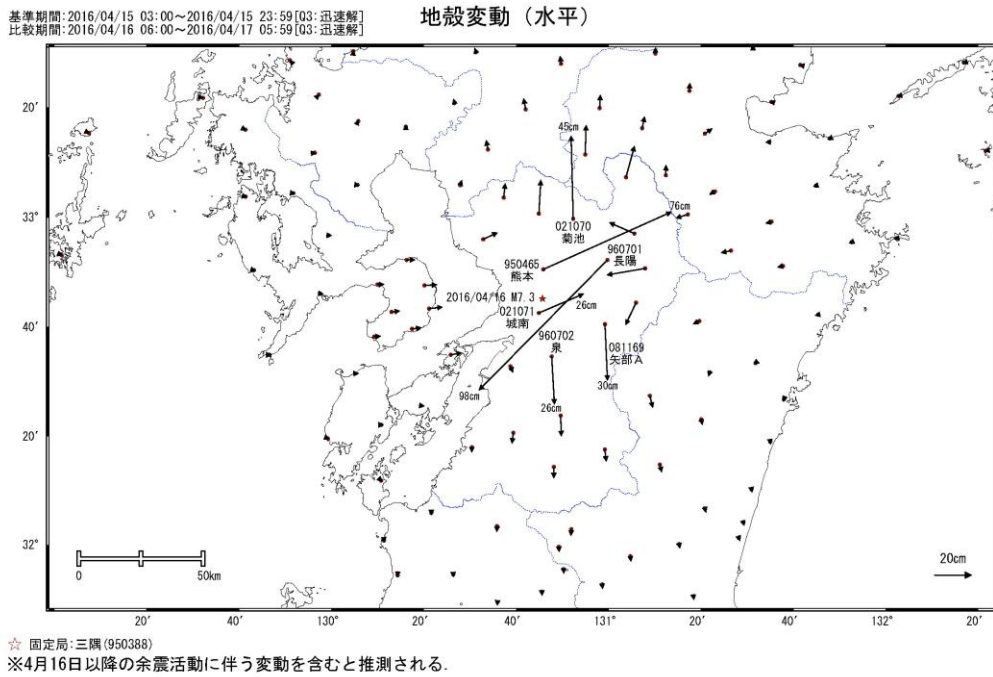 地殻変動（水平）
基準期間:2016/04/15 03:00～2016/04/15 23:59[Q3:迅速解]
比較期間:2016/04/16 06:00～2016/04/17 05:59[Q3:迅速解]
20′
45cm
33°
76cm
021070
菊池
960701
長陽
950465
熊本
2016/04/16 M7.3
26cm
021071
城南
40′
960702
泉
081169
矢部A
98cm
30cm
26cm
20′
32°
0
50km
20cm
20′
40′
130°
20′
40′
131°
20′
40′
132°
20′
☆ 固定局:三隅(950388)
※4月16日以降の余震活動に伴う変動を含むと推測される.